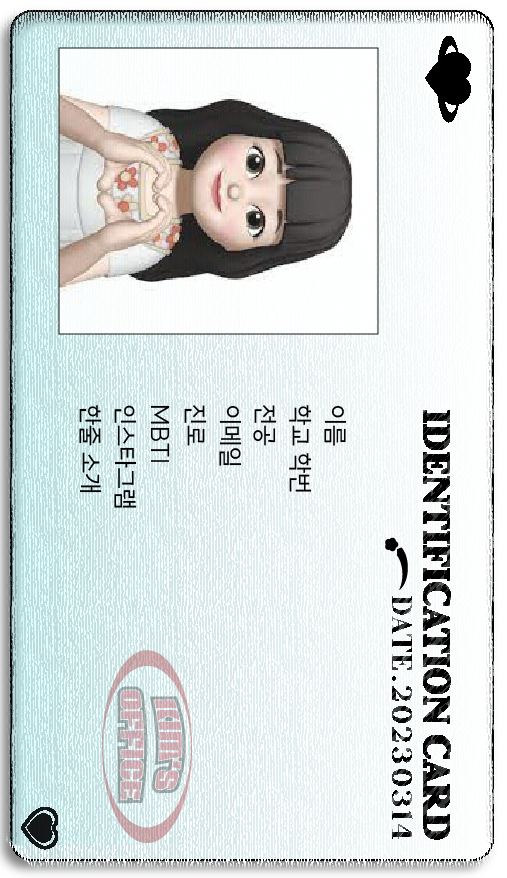 IDENTIFICATION CARD
DATE.20230314
이름
학교 학번
전공
이메일
진로
MBTI
인스타그램
한줄 소개
KIM'S
OFFICE